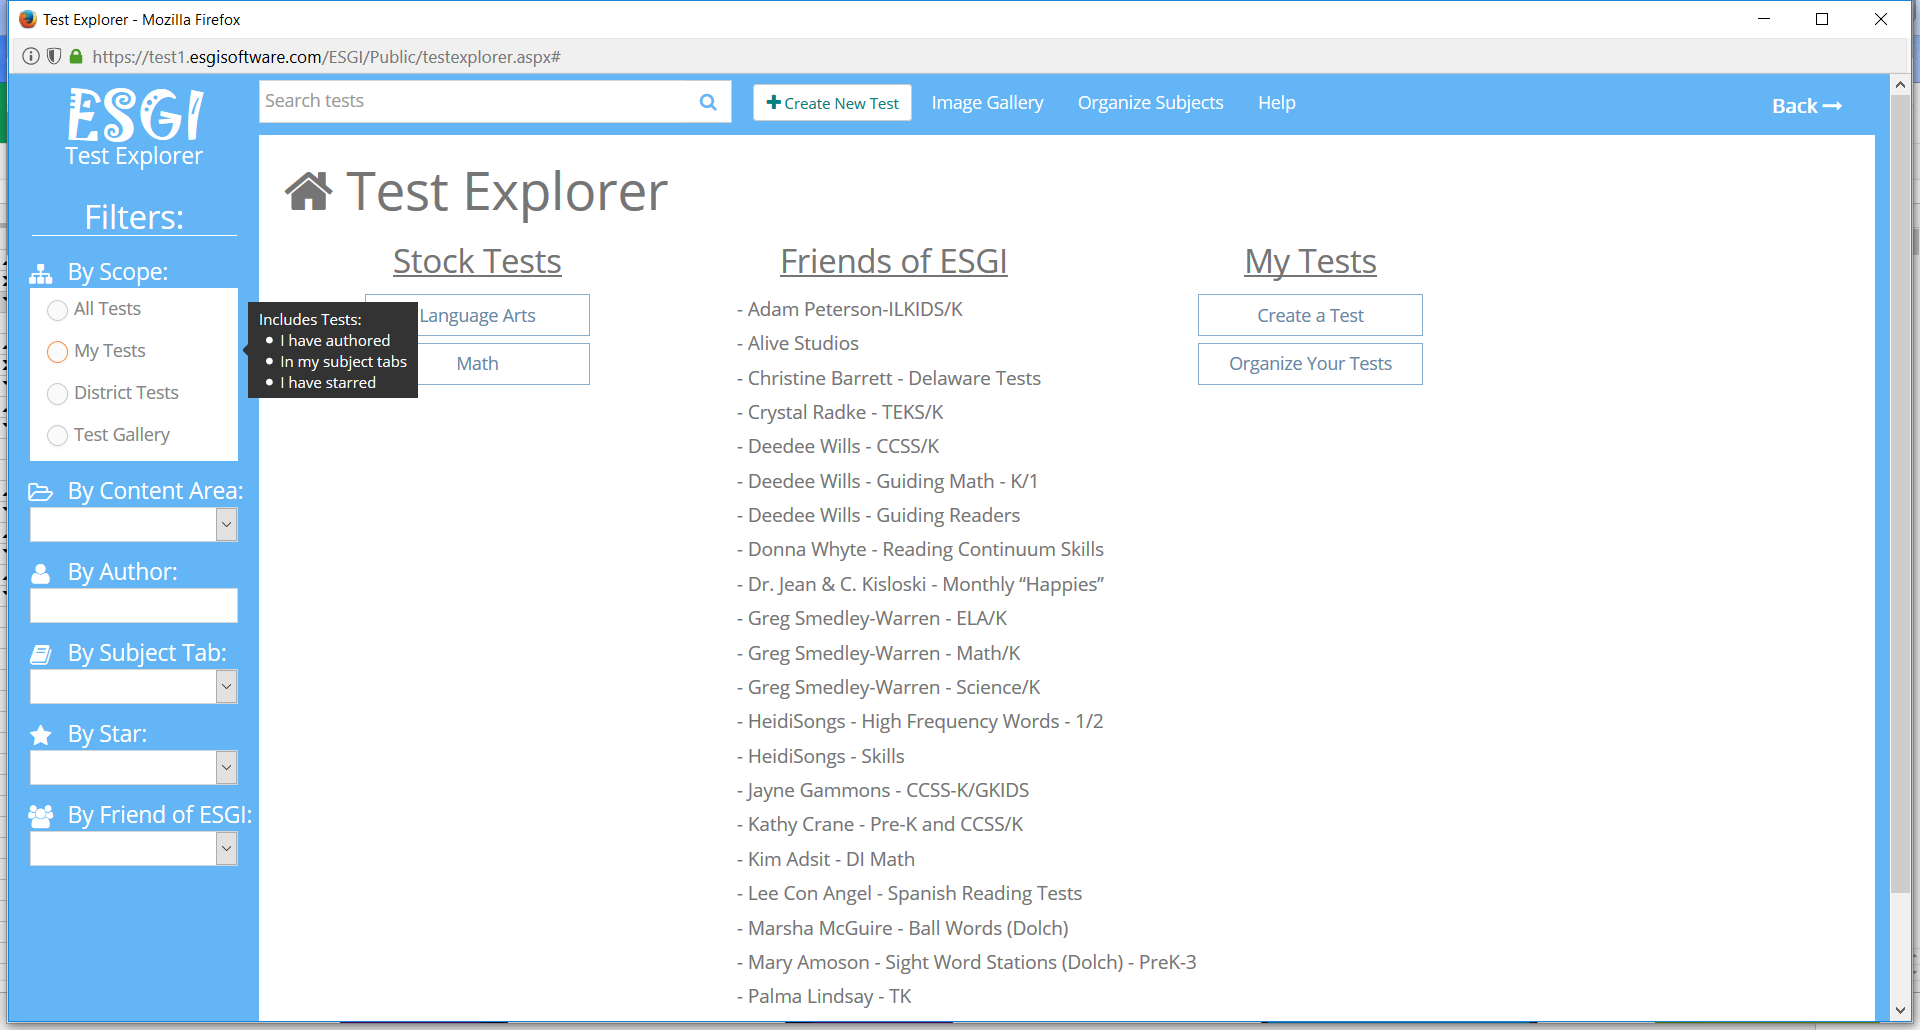 Test Explorer - Mozilla Firefox
https://test1.esgisoftware.com/ESGI/Public/testexplorer.aspx#
ESGI
Test Explorer
Search tests
Create New Test
Image Gallery
Organize Subjects
Help
Back
Filters:
By Scope:
All Tests
My Tests
District Tests
Test Gallery
Includes Tests:
• I have authored
• In my subject tabs
• I have starred
By Content Area:
By Author:
By Subject Tab:
By Star:
By Friend of ESGI:
Test Explorer
Stock Tests
Language Arts
Math
Friends of ESGI
- Adam Peterson-ILKIDS/K
- Alive Studios
- Christine Barrett - Delaware Tests
- Crystal Radke - TEKS/K
- Deedee Wills - CCSS/K
- Deedee Wills - Guiding Math - K/1
- Deedee Wills - Guiding Readers
- Donna Whyte - Reading Continuum Skills
- Dr. Jean & C. Kisloski - Monthly “Happies”
- Greg Smedley-Warren - ELA/K
- Greg Smedley-Warren - Math/K
- Greg Smedley-Warren - Science/K
- HeidiSongs - High Frequency Words - 1/2
- HeidiSongs - Skills
- Jayne Gammons - CCSS-K/GKIDS
- Kathy Crane - Pre-K and CCSS/K
- Kim Adsit - DI Math
- Lee Con Angel - Spanish Reading Tests
- Marsha McGuire - Ball Words (Dolch)
- Mary Amoson - Sight Word Stations (Dolch) - PreK-3
- Palma Lindsay - TK
My Tests
Create a Test
Organize Your Tests